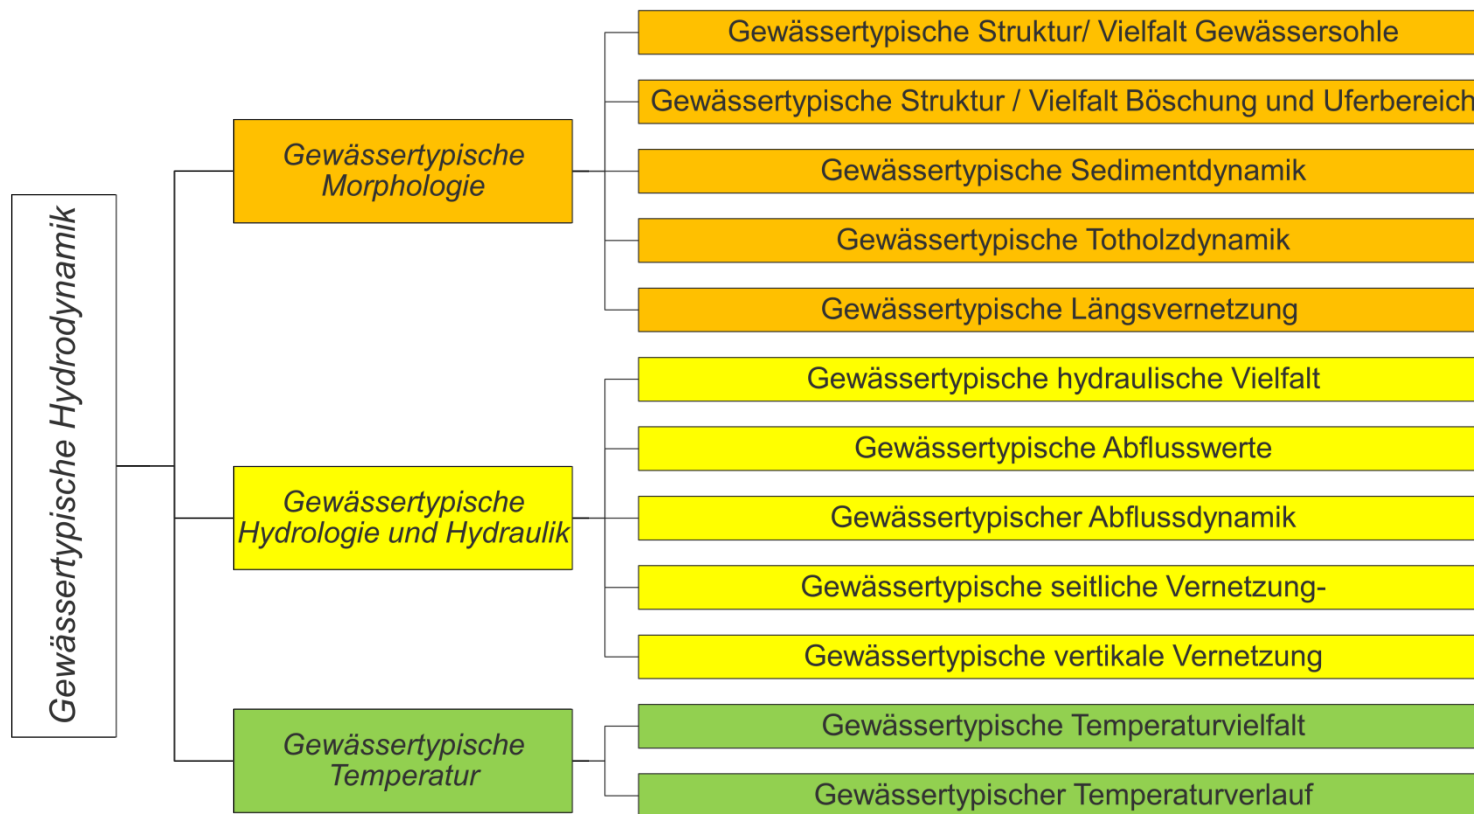 Gewässertypische Hydrodynamik
Gewässertypische
Morphologie
Gewässertypische Struktur/ Vielfalt Gewässersohle
Gewässertypische Struktur / Vielfalt Böschung und Uferbereich
Gewässertypische Sedimentdynamik
Gewässertypische Totholzdynamik
Gewässertypische Längsvernetzung
Gewässertypische
Hydrologie und Hydraulik
Gewässertypische hydraulische Vielfalt
Gewässertypische Abflusswerte
Gewässertypischer Abflussdynamik
Gewässertypische seitliche Vernetzung-
Gewässertypische vertikale Vernetzung
Gewässertypische
Temperatur
Gewässertypische Temperaturvielfalt
Gewässertypischer Temperaturverlauf